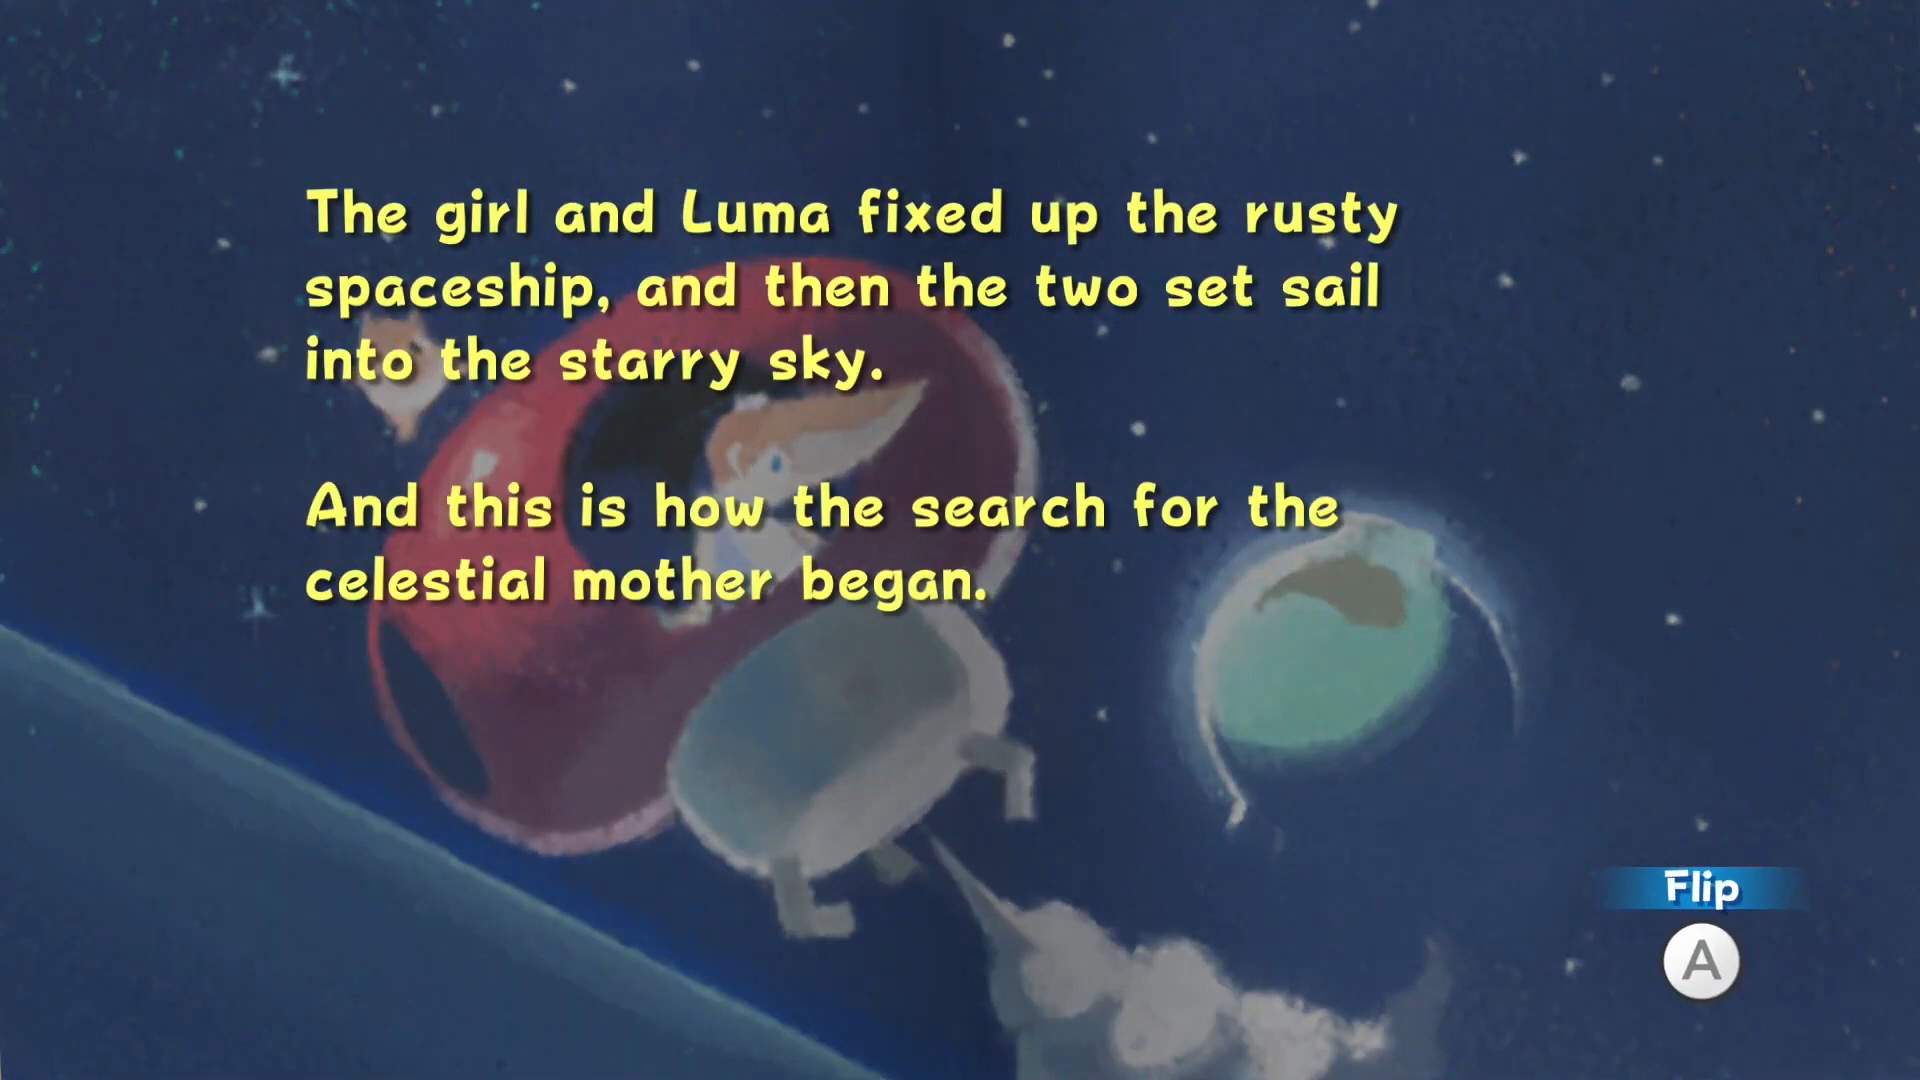 The girl and Luma fixed up the rusty
spaceship, and then the two set sail
into the starry sky.
And this is how the search for the
celestial mother began.
Flip
A